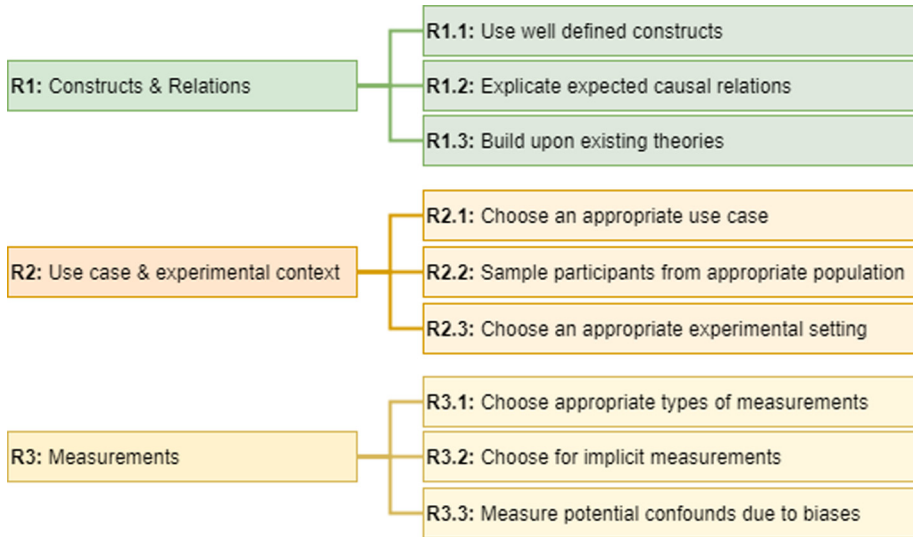 R1.1: Use well defined constructs
R1: Constructs & Relations
R1.2: Explicate expected causal relations
R1.3: Build upon existing theories
R2.1: Choose an appropriate use case
R2: Use case & experimental context
R2.2: Sample participants from appropriate population
R2.3: Choose an appropriate experimental setting
R3.1: Choose appropriate types of measurements
R3: Measurements
R3.2: Choose for implicit measurements
R3.3: Measure potential confounds due to biases